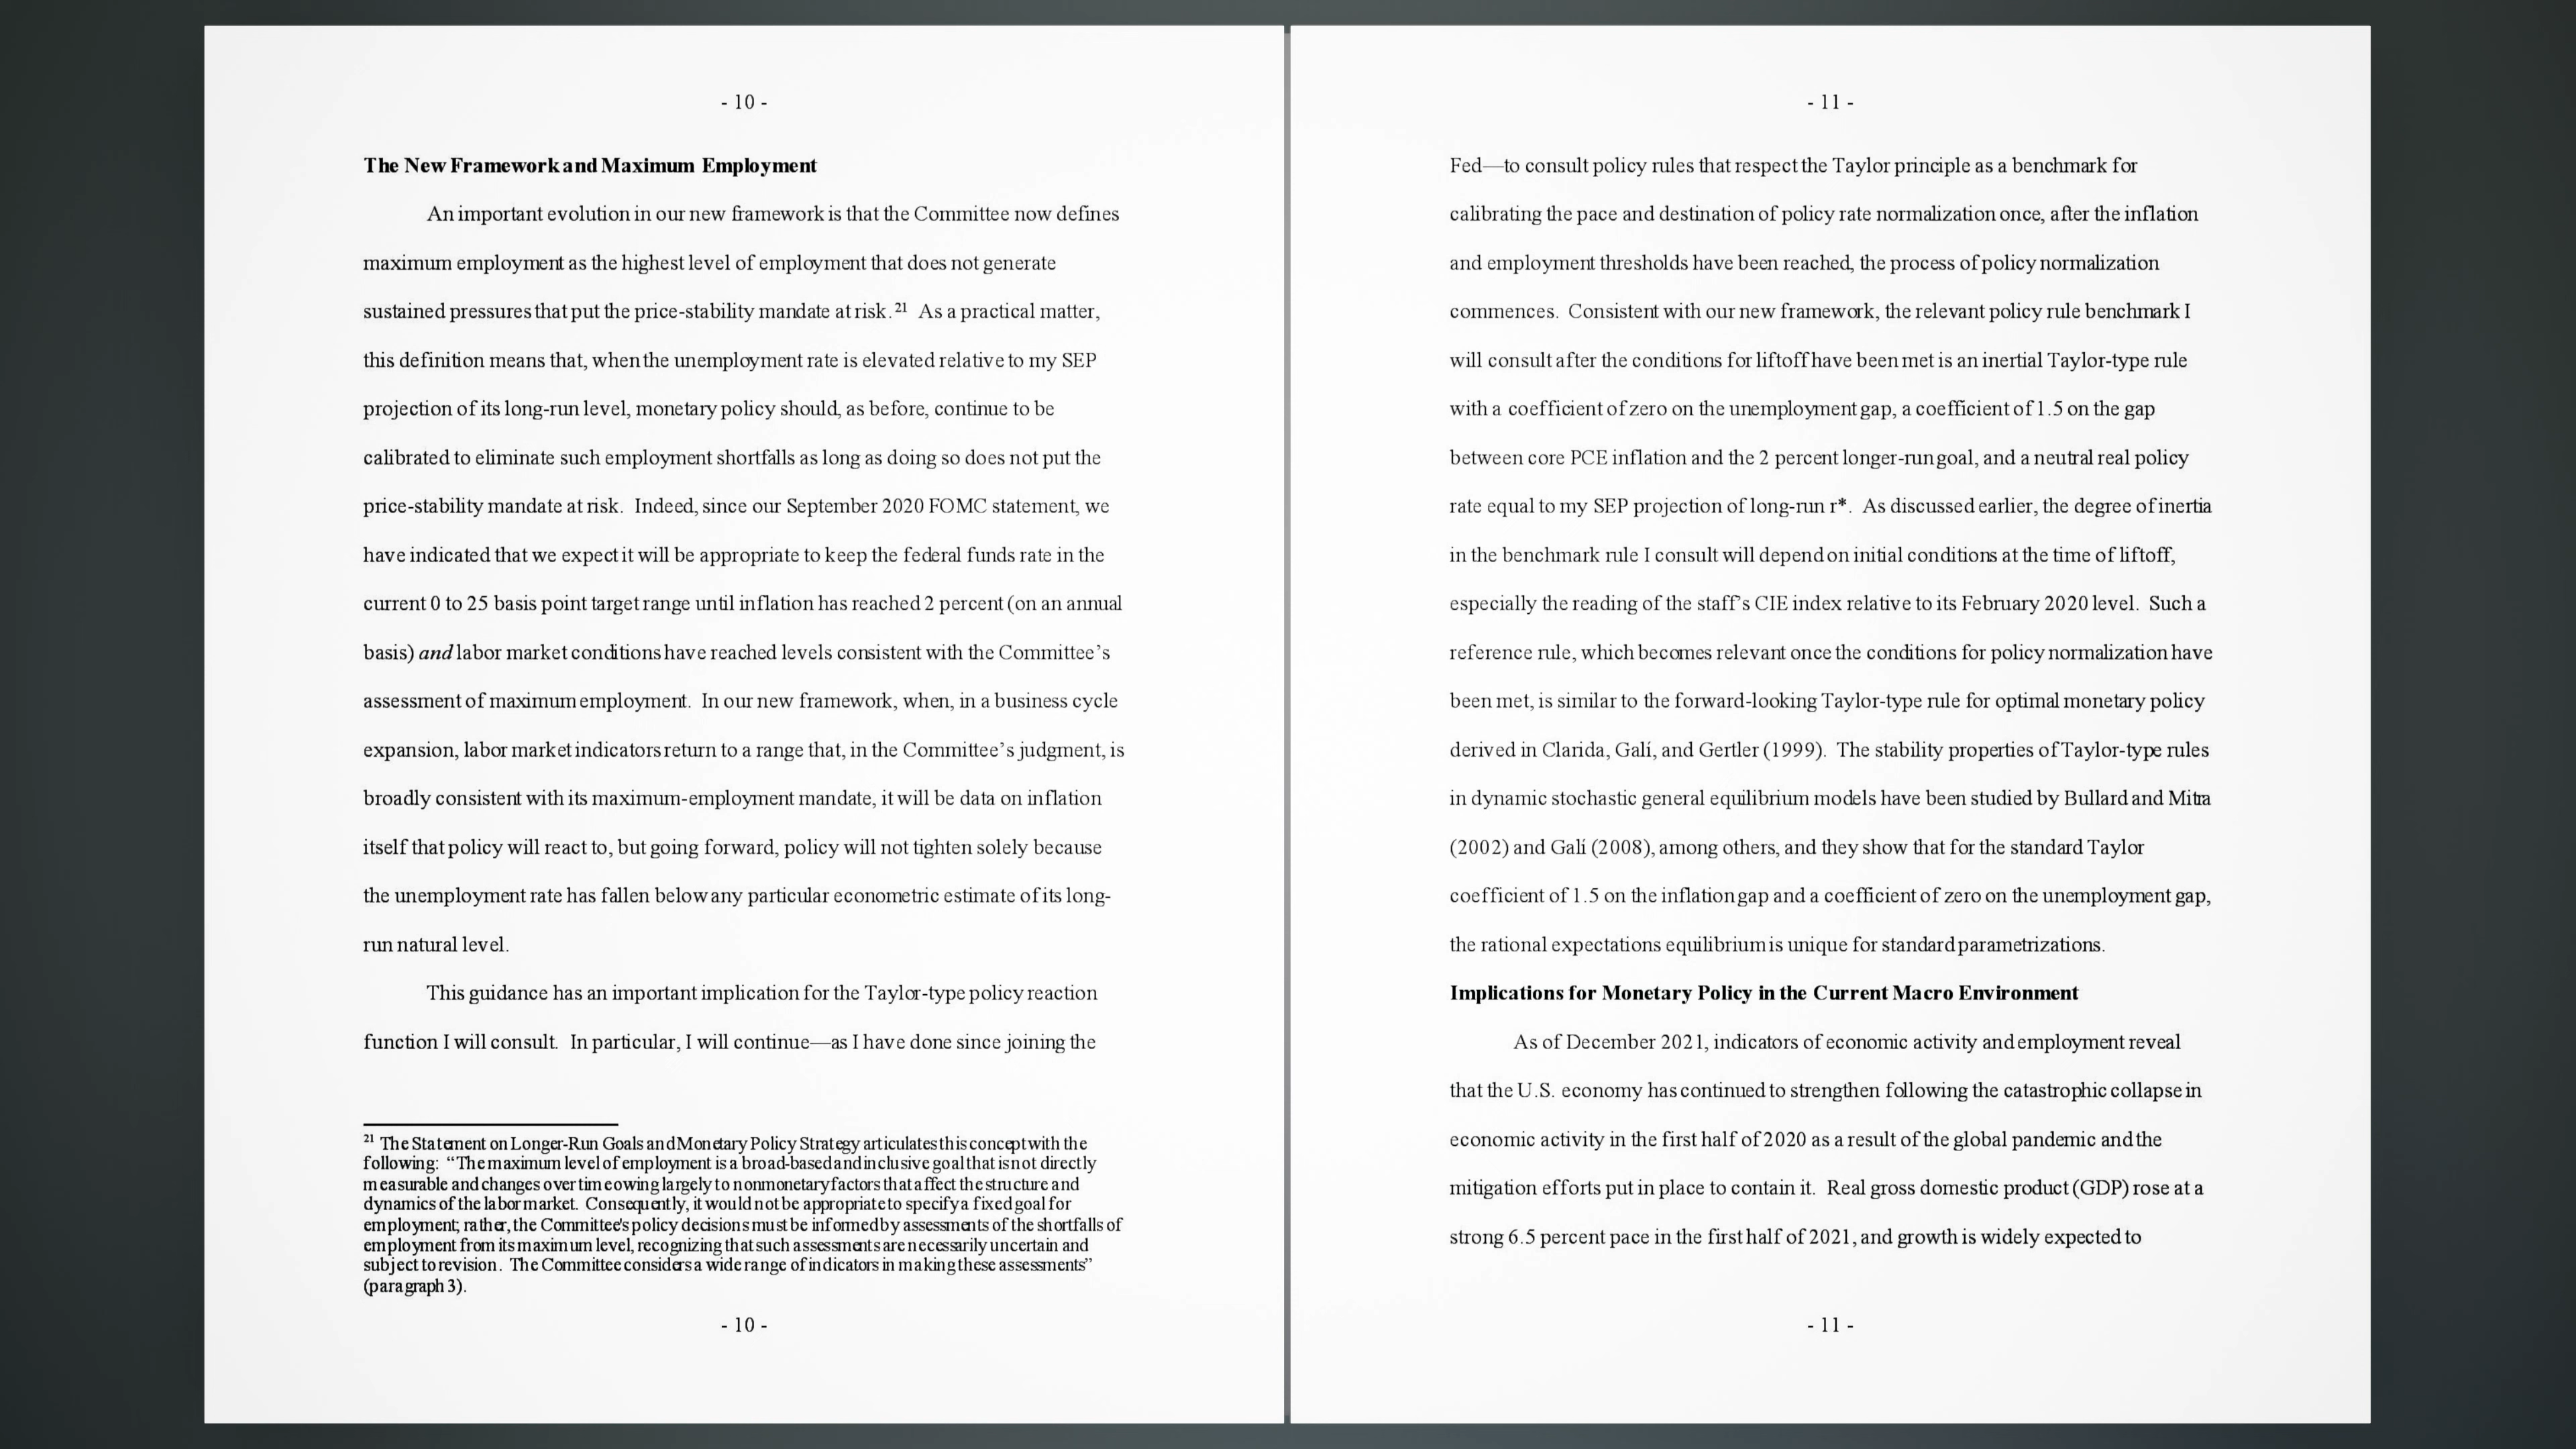 - 10 -
The New Framework and Maximum Employment
An important evolution in our new framework is that the Committee now defines
maximum employment as the highest level of employment that does not generate
sustained pressures that put the price-stability mandate at risk.21 As a practical matter,
this definition means that, when the unemployment rate is elevated relative to my SEP
projection of its long-run level, monetary policy should, as before, continue to be
calibrated to eliminate such employment shortfalls as long as doing so does not put the
price-stability mandate at risk. Indeed, since our September 2020 FOMC statement, we
have indicated that we expect it will be appropriate to keep the federal funds rate in the
current 0 to 25 basis point target range until inflation has reached 2 percent (on an annual
basis) and labor market conditions have reached levels consistent with the Committee’s
assessment of maximum employment. In our new framework, when, in a business cycle
expansion, labor market indicators return to a range that, in the Committee’s judgment, is
broadly consistent with its maximum-employment mandate, it will be data on inflation
itself that policy will react to, but going forward, policy will not tighten solely because
the unemployment rate has fallen below any particular econometric estimate of its long-
run natural level.
This guidance has an important implication for the Taylor-type policy reaction
function I will consult. In particular, I will continue—as I have done since joining the
21 The Statement on Longer-Run Goals and Monetary Policy Strategy articulates this concept with the
following: “The maximum level of employment is a broad-based and inclusive goal that is not directly
measurable and changes over time owing largely to nonmonetary factors that affect the structure and
dynamics of the labor market. Consequently, it would not be appropriate to specify a fixed goal for
employment; rather, the Committee's policy decisions must be informed by assessments of the shortfalls of
employment from its maximum level, recognizing that such assessments are necessarily uncertain and
subject to revision. The Committee considers a wide range of indicators in making these assessments”
(paragraph 3).
- 10 -
- 11 -
Fed—to consult policy rules that respect the Taylor principle as a benchmark for
calibrating the pace and destination of policy rate normalization once, after the inflation
and employment thresholds have been reached, the process of policy normalization
commences. Consistent with our new framework, the relevant policy rule benchmark I
will consult after the conditions for liftoff have been met is an inertial Taylor-type rule
with a coefficient of zero on the unemployment gap, a coefficient of 1.5 on the gap
between core PCE inflation and the 2 percent longer-run goal, and a neutral real policy
rate equal to my SEP projection of long-run r*. As discussed earlier, the degree of inertia
in the benchmark rule I consult will depend on initial conditions at the time of liftoff,
especially the reading of the staff’s CIE index relative to its February 2020 level. Such a
reference rule, which becomes relevant once the conditions for policy normalization have
been met, is similar to the forward-looking Taylor-type rule for optimal monetary policy
derived in Clarida, Galí, and Gertler (1999). The stability properties of Taylor-type rules
in dynamic stochastic general equilibrium models have been studied by Bullard and Mitra
(2002) and Galí (2008), among others, and they show that for the standard Taylor
coefficient of 1.5 on the inflation gap and a coefficient of zero on the unemployment gap,
the rational expectations equilibrium is unique for standard parametrizations.
Implications for Monetary Policy in the Current Macro Environment
As of December 2021, indicators of economic activity and employment reveal
that the U.S. economy has continued to strengthen following the catastrophic collapse in
economic activity in the first half of 2020 as a result of the global pandemic and the
mitigation efforts put in place to contain it. Real gross domestic product (GDP) rose at a
strong 6.5 percent pace in the first half of 2021, and growth is widely expected to
- 11 -